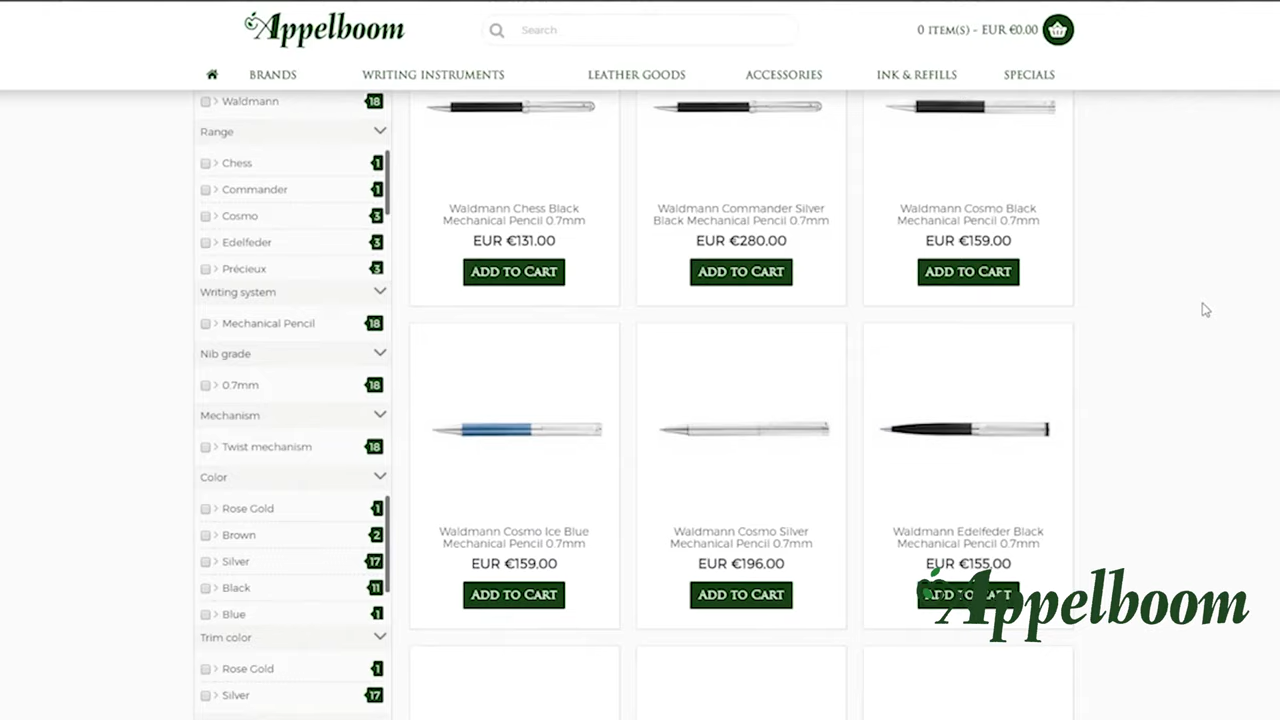 Appelboom
Search
0 ITEM(S) - EUR €0.00
BRANDS
WRITING INSTRUMENTS
LEATHER GOODS
ACCESSORIES
INK & REFILLS
SPECIALS
Waldmann 18
Range
Chess 1
Commander 1
Cosmo 3
Edelfeder 3
Précieux 3
Writing system
Mechanical Pencil 18
Nib grade
0.7mm 18
Mechanism
Twist mechanism 18
Color
Rose Gold 1
Brown 2
Silver 17
Black 11
Blue 1
Trim color
Rose Gold 1
Silver 17
Waldmann Chess Black
Mechanical Pencil 0.7mm
EUR €131.00
ADD TO CART
Waldmann Commander Silver
Black Mechanical Pencil 0.7mm
EUR €280.00
ADD TO CART
Waldmann Cosmo Black
Mechanical Pencil 0.7mm
EUR €159.00
ADD TO CART
Waldmann Cosmo Ice Blue
Mechanical Pencil 0.7mm
EUR €159.00
ADD TO CART
Waldmann Cosmo Silver
Mechanical Pencil 0.7mm
EUR €196.00
ADD TO CART
Waldmann Edelfeder Black
Mechanical Pencil 0.7mm
EUR €155.00
ADD TO CART
Appelboom